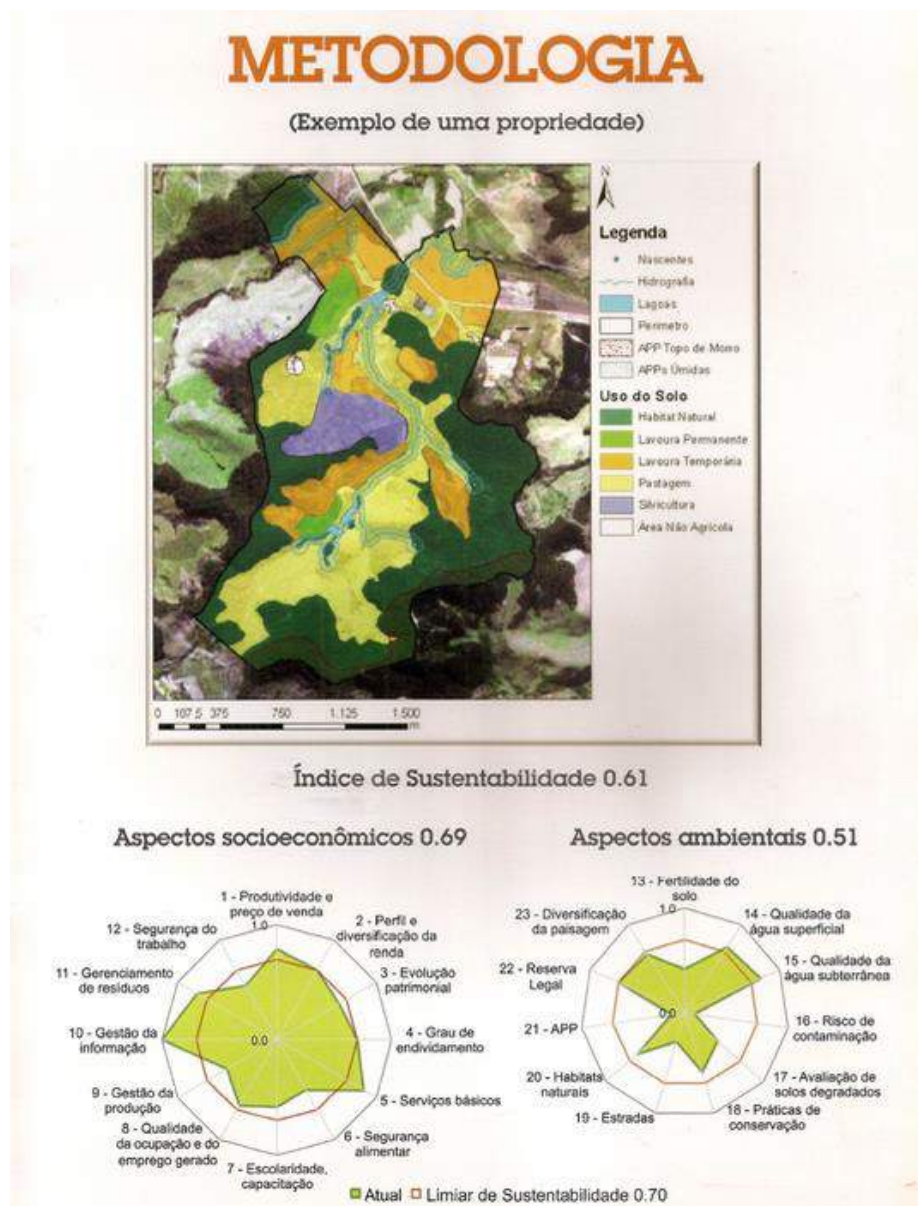 METODOLOGIA
(Exemplo de uma propriedade)
N
Legenda
Nascentes
Hidrografia
Lagoas
Perímetro
APP Topo de Morro
APPs Úmidas
Uso do Solo
Habitat Natural
Lavoura Permanente
Lavoura Temporária
Pastagem
Silvicultura
Área Não Agrícola
0 187.5 375 750 1.125 1.500
m
Índice de Sustentabilidade 0.61
Aspectos socioeconômicos 0.69
1 - Produtividade e
preço de venda
1.0
2 - Perfil e
diversificação da
renda
3 - Evolução
patrimonial
4 - Grau de
endividamento
5 - Serviços básicos
6 - Segurança
alimentar
7 - Escolaridade,
capacitação
8 - Qualidade
da ocupação e do
emprego gerado
9 - Gestão da
produção
10 - Gestão da
informação
11 - Gerenciamento
de resíduos
12 - Segurança do
trabalho
0.0
Aspectos ambientais 0.51
13 - Fertilidade do
solo
1.0
14 - Qualidade da
água superficial
15 - Qualidade da
água subterrânea
16 - Risco de
contaminação
17 - Avaliação de
solos degradados
18 - Práticas de
conservação
19 - Estradas
20 - Habitats
naturais
21 - APP
22 - Reserva
Legal
23 - Diversificação
da paisagem
0.0
Atual
Limiar de Sustentabilidade 0.70